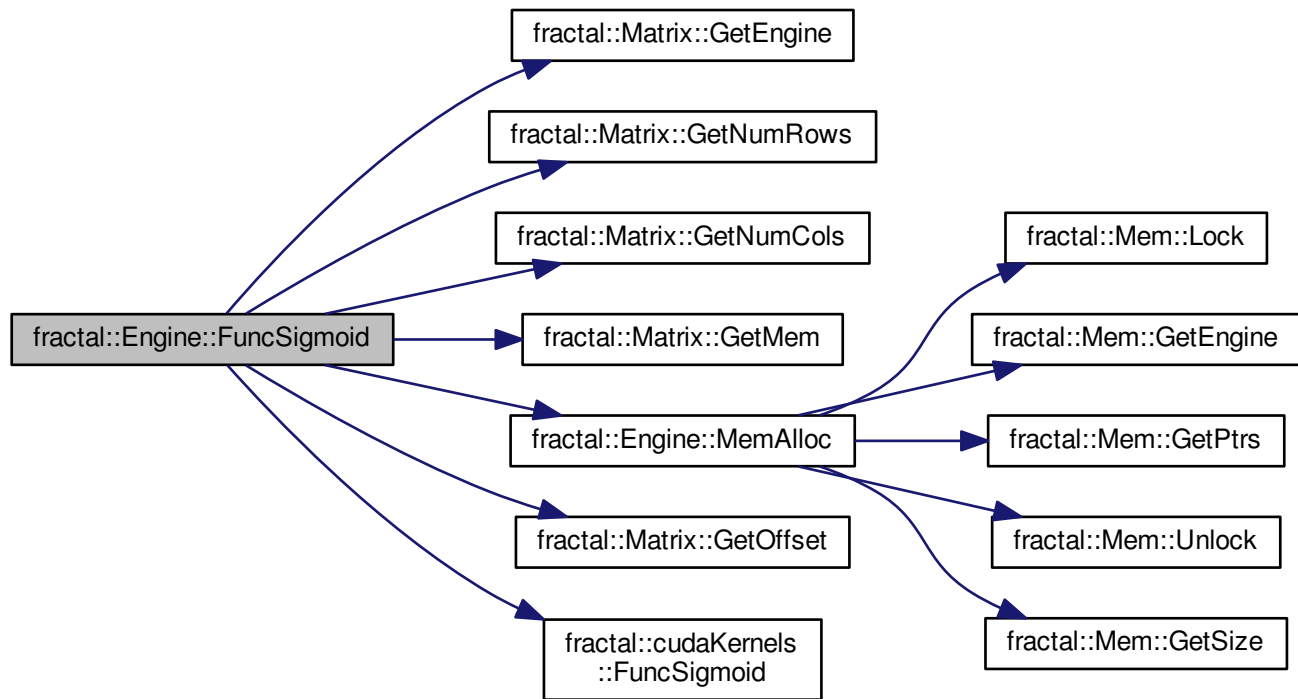 fractal::Matrix::GetEngine
fractal::Matrix::GetNumRows
fractal::Matrix::GetNumCols
fractal::Mem::Lock
fractal::Engine::FuncSigmoid
fractal::Matrix::GetMem
fractal::Mem::GetEngine
fractal::Engine::MemAlloc
fractal::Mem::GetPtrs
fractal::Matrix::GetOffset
fractal::Mem::Unlock
fractal::cudaKernels
::FuncSigmoid
fractal::Mem::GetSize